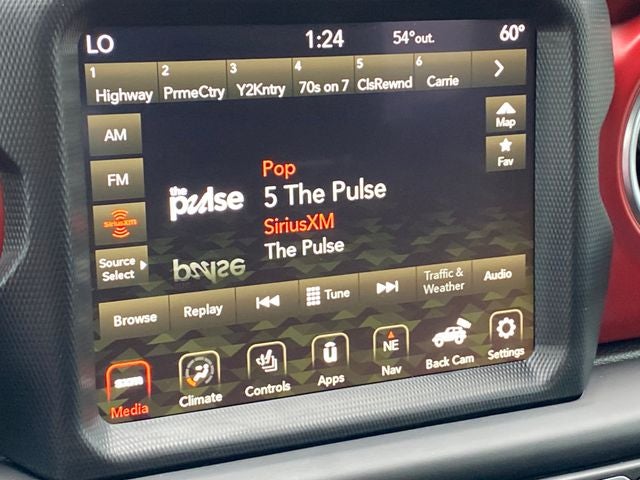 LO 1:24 54°out. 60°
1 Highway 2 PrmeCtry 3 Y2Kntry 4 70s on 7 5 ClsRewnd 6 Carrie
AM
Map
FM
Fav
Pop
the pulse
5 The Pulse
SiriusXM
SiriusXM
The Pulse
Source Select
pulse
Browse Replay Tune Traffic & Weather Audio
Media Climate Controls Apps NE Nav Back Cam Settings